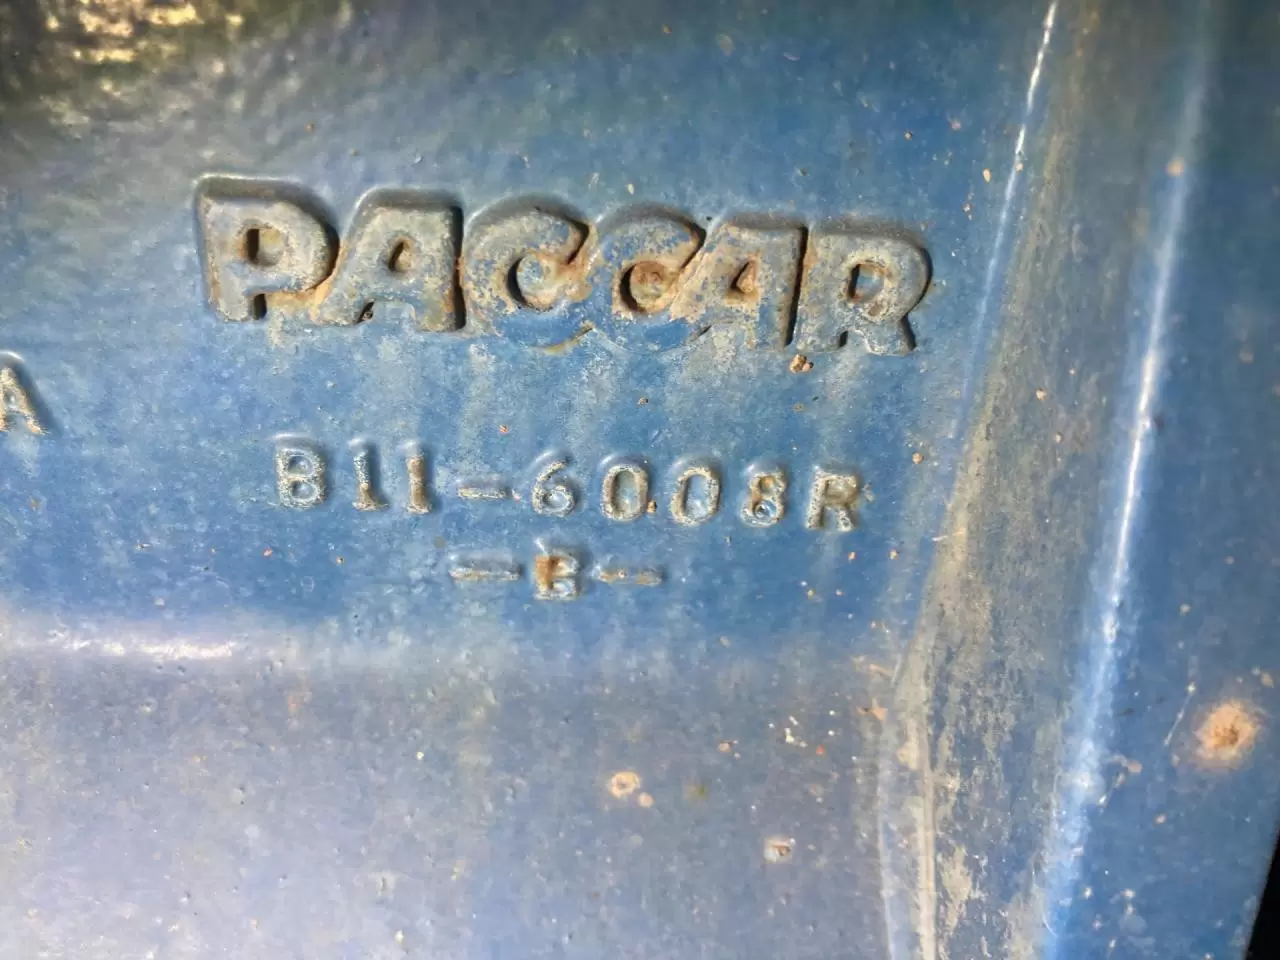 PACCAR
A
B11-6008R
-B-